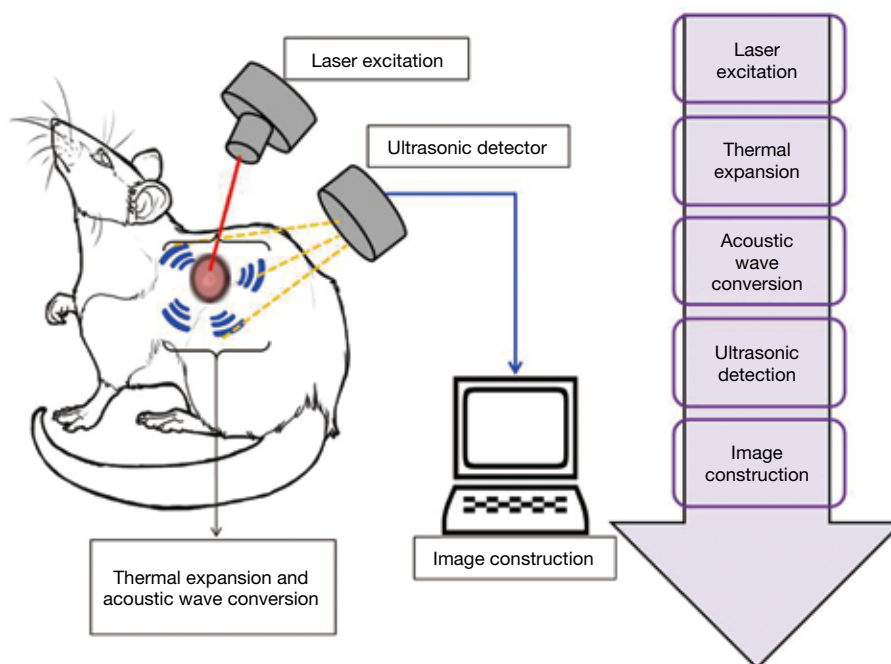 Laser excitation
Ultrasonic detector
Thermal expansion and
acoustic wave conversion
Image construction
Laser
excitation
Thermal
expansion
Acoustic
wave
conversion
Ultrasonic
detection
Image
construction